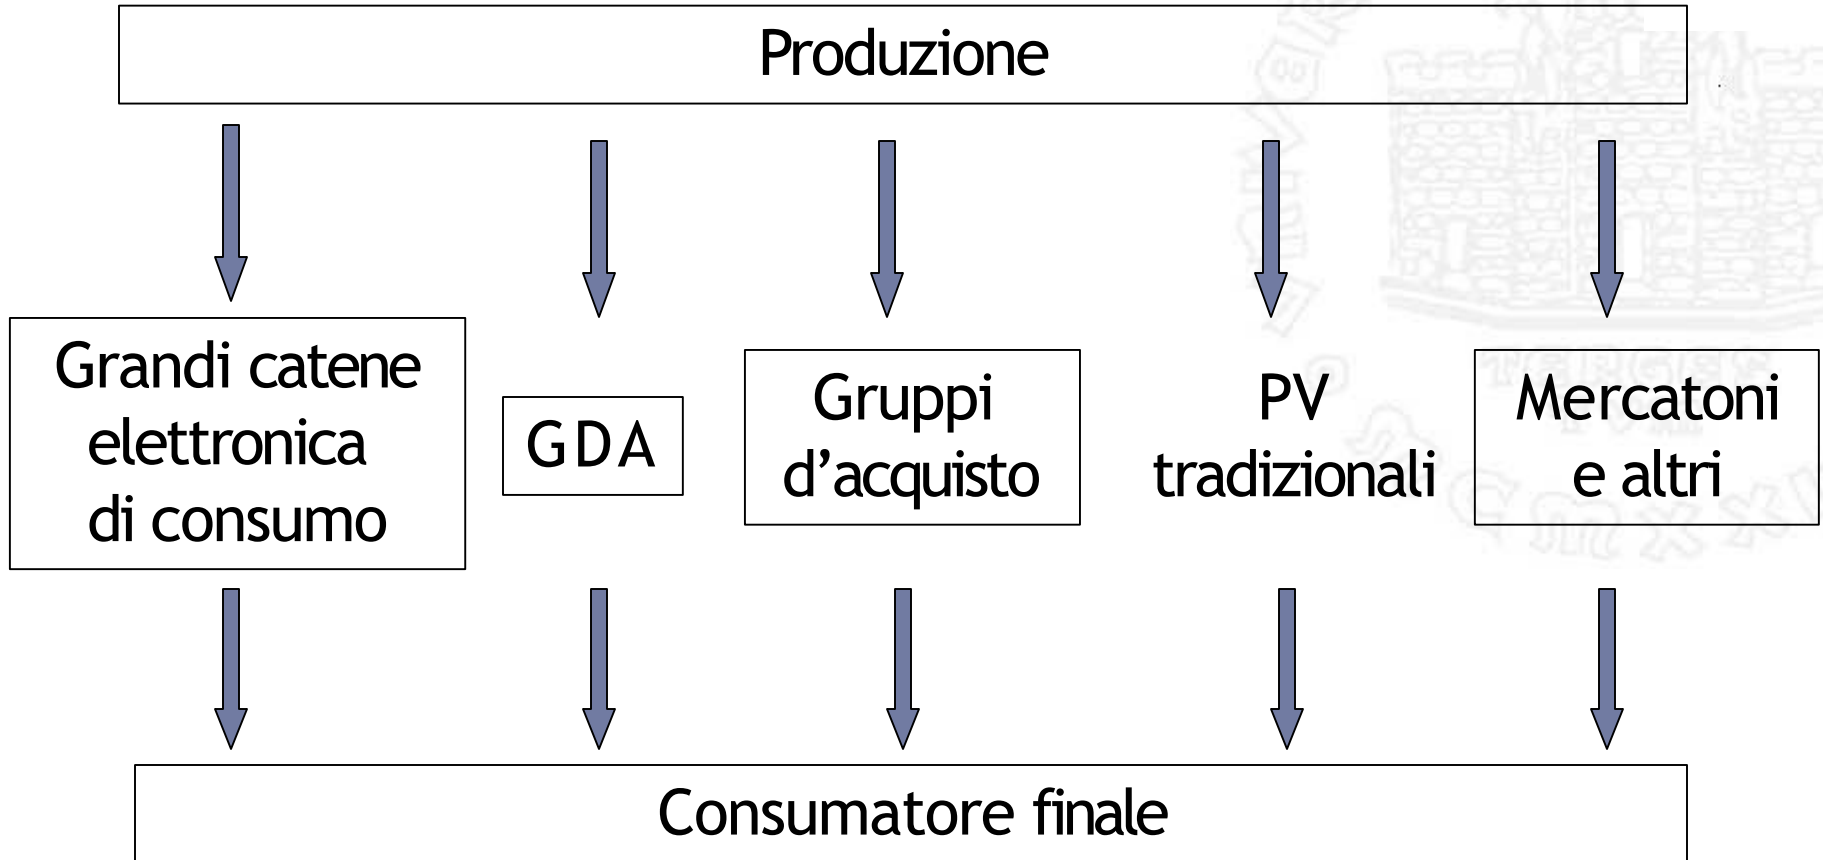 Produzione
Grandi catene
elettronica
di consumo
GDA
Gruppi
d’acquisto
PV
tradizionali
Mercatoni
e altri
Consumatore finale